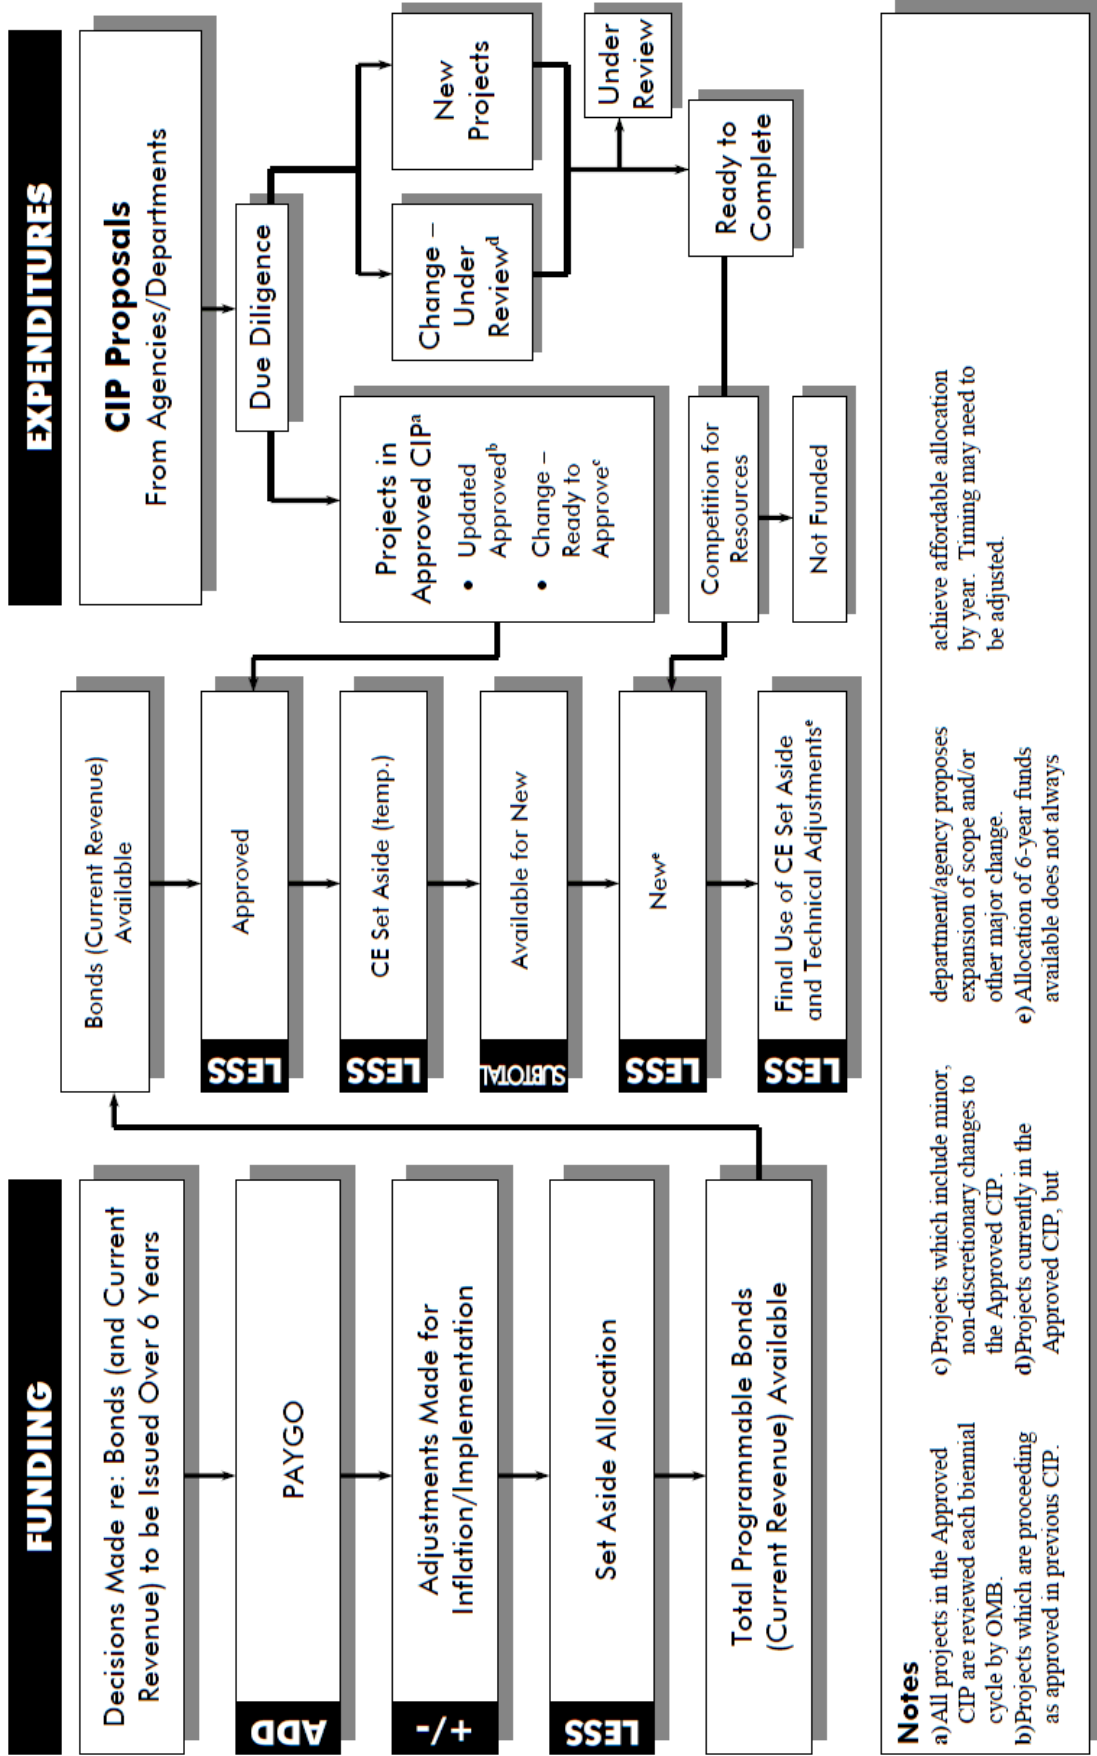 FUNDING
Decisions Made re: Bonds (and Current
Revenue) to be Issued Over 6 Years
ADD
PAYGO
+/-
Adjustments Made for
Inflation/Implementation
LESS
Set Aside Allocation
Total Programmable Bonds
(Current Revenue) Available
Bonds (Current Revenue)
Available
LESS
Approved
LESS
CE Set Aside (temp.)
SUBTOTAL
Available for New
LESS
Newᵉ
LESS
Final Use of CE Set Aside
and Technical Adjustmentsᵉ
EXPENDITURES
CIP Proposals
From Agencies/Departments
Due Diligence
Projects in
Approved CIPᵃ
• Updated
Approvedᵇ
• Change –
Ready to
Approveᶜ
Change –
Under
Reviewᵈ
New
Projects
Under
Review
Ready to
Complete
Competition for
Resources
Not Funded
Notes
a) All projects in the Approved
CIP are reviewed each biennial
cycle by OMB.
b)Projects which are proceeding
as approved in previous CIP.
c) Projects which include minor,
non-discretionary changes to
the Approved CIP.
d)Projects currently in the
Approved CIP, but
department/agency proposes
expansion of scope and/or
other major change.
e) Allocation of 6-year funds
available does not always
achieve affordable allocation
by year. Timing may need to
be adjusted.